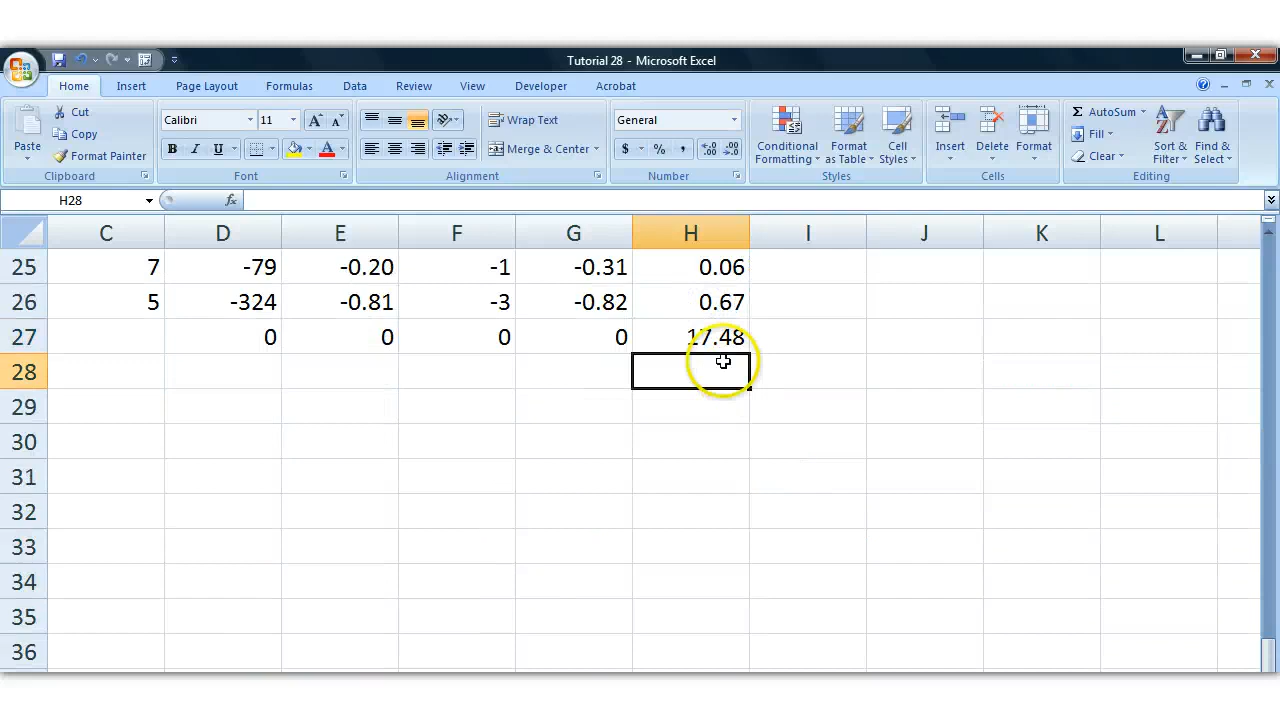 Tutorial 28 - Microsoft Excel
Home Insert Page Layout Formulas Data Review View Developer Acrobat
Paste
Cut
Copy
Format Painter
Clipboard
Calibri 11
B I U
Font
Wrap Text
Merge & Center
Alignment
General
$ % ,
Number
Conditional Formatting
Format as Table
Cell Styles
Styles
Insert Delete Format
Cells
Σ AutoSum
Fill
Clear
Sort & Filter
Find & Select
Editing
H28 fx
C D E F G H I J K L
25 7 -79 -0.20 -1 -0.31 0.06
26 5 -324 -0.81 -3 -0.82 0.67
27 0 0 0 0 17.48
28
29
30
31
32
33
34
35
36